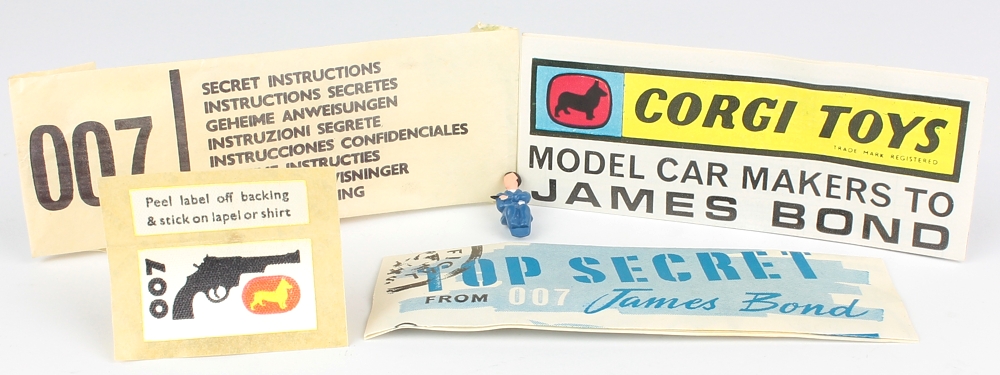 007
SECRET INSTRUCTIONS
INSTRUCTIONS SECRETES
GEHEIME ANWEISUNGEN
INSTRUZIONI SEGRETE
INSTRUCCIONES CONFIDENCIALES
INSTRUCTIES
CORGI TOYS
TRADE MARK REGISTERED
MODEL CAR MAKERS TO
JAMES BOND
Peel label off backing
& stick on lapel or shirt
007
TOP SECRET
FROM 007 James Bond